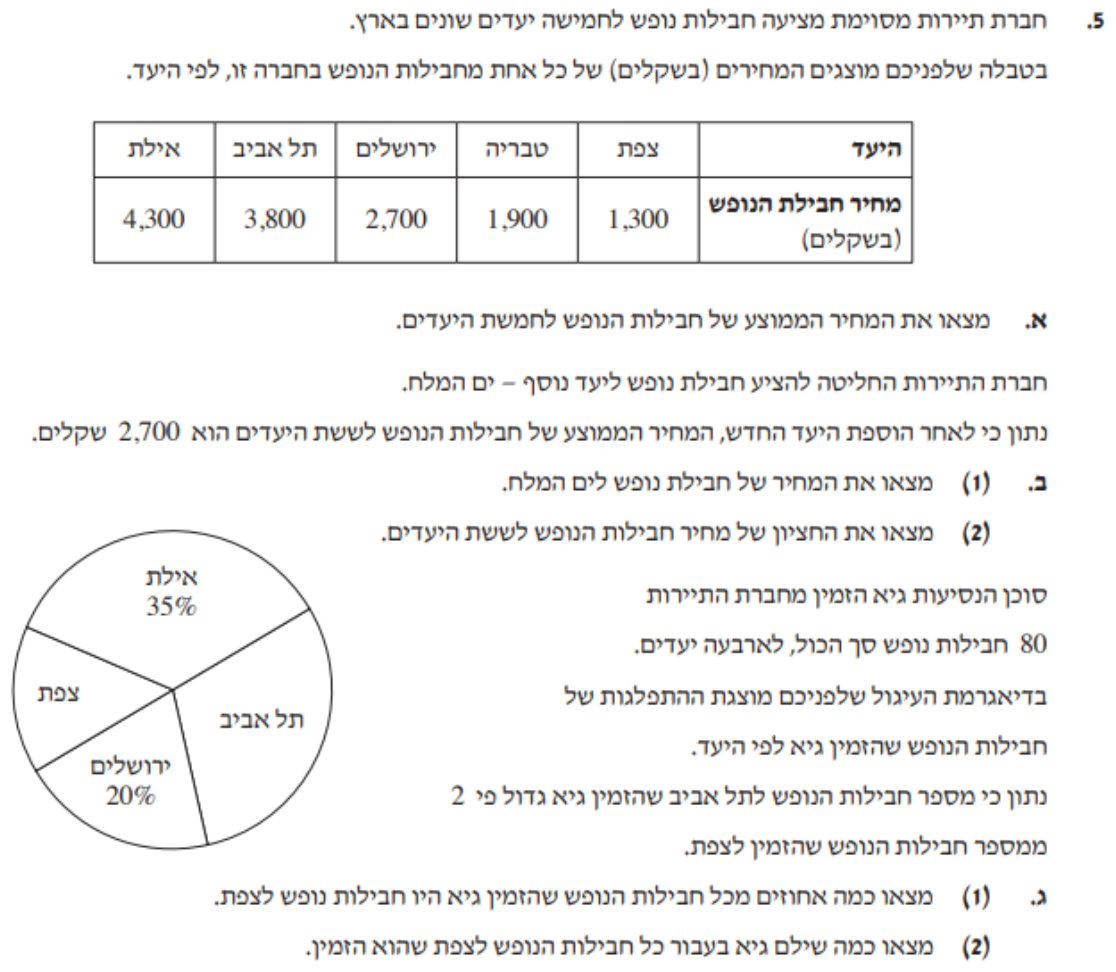 5. חברת תיירות מסוימת מציעה חבילות נופש לחמישה יעדים שונים בארץ.
בטבלה שלפניכם מוצגים המחירים (בשקלים) של כל אחת מחבילות הנופש בחברה זו, לפי היעד.
היעד צפת טבריה ירושלים תל אביב אילת
מחיר חבילת הנופש (בשקלים) 1,300 1,900 2,700 3,800 4,300
א. מצאו את המחיר הממוצע של חבילות הנופש לחמשת היעדים.
חברת התיירות החליטה להציע חבילת נופש ליעד נוסף – ים המלח.
נתון כי לאחר הוספת היעד החדש, המחיר הממוצע של חבילות הנופש לששת היעדים הוא 2,700 שקלים.
ב. (1) מצאו את המחיר של חבילת נופש לים המלח.
(2) מצאו את החציון של מחיר חבילות הנופש לששת היעדים.
סוכן הנסיעות גיא הזמין מחברת התיירות
80 חבילות נופש סך הכול, לארבעה יעדים.
בדיאגרמת העיגול שלפניכם מוצגת ההתפלגות של
חבילות הנופש שהזמין גיא לפי היעד.
נתון כי מספר חבילות הנופש לתל אביב שהזמין גיא גדול פי 2
ממספר חבילות הנופש שהזמין לצפת.
אילת
35%
צפת
תל אביב
ירושלים
20%
ג. (1) מצאו כמה אחוזים מכל חבילות הנופש שהזמין גיא היו חבילות נופש לצפת.
(2) מצאו כמה שילם גיא בעבור כל חבילות הנופש לצפת שהוא הזמין.